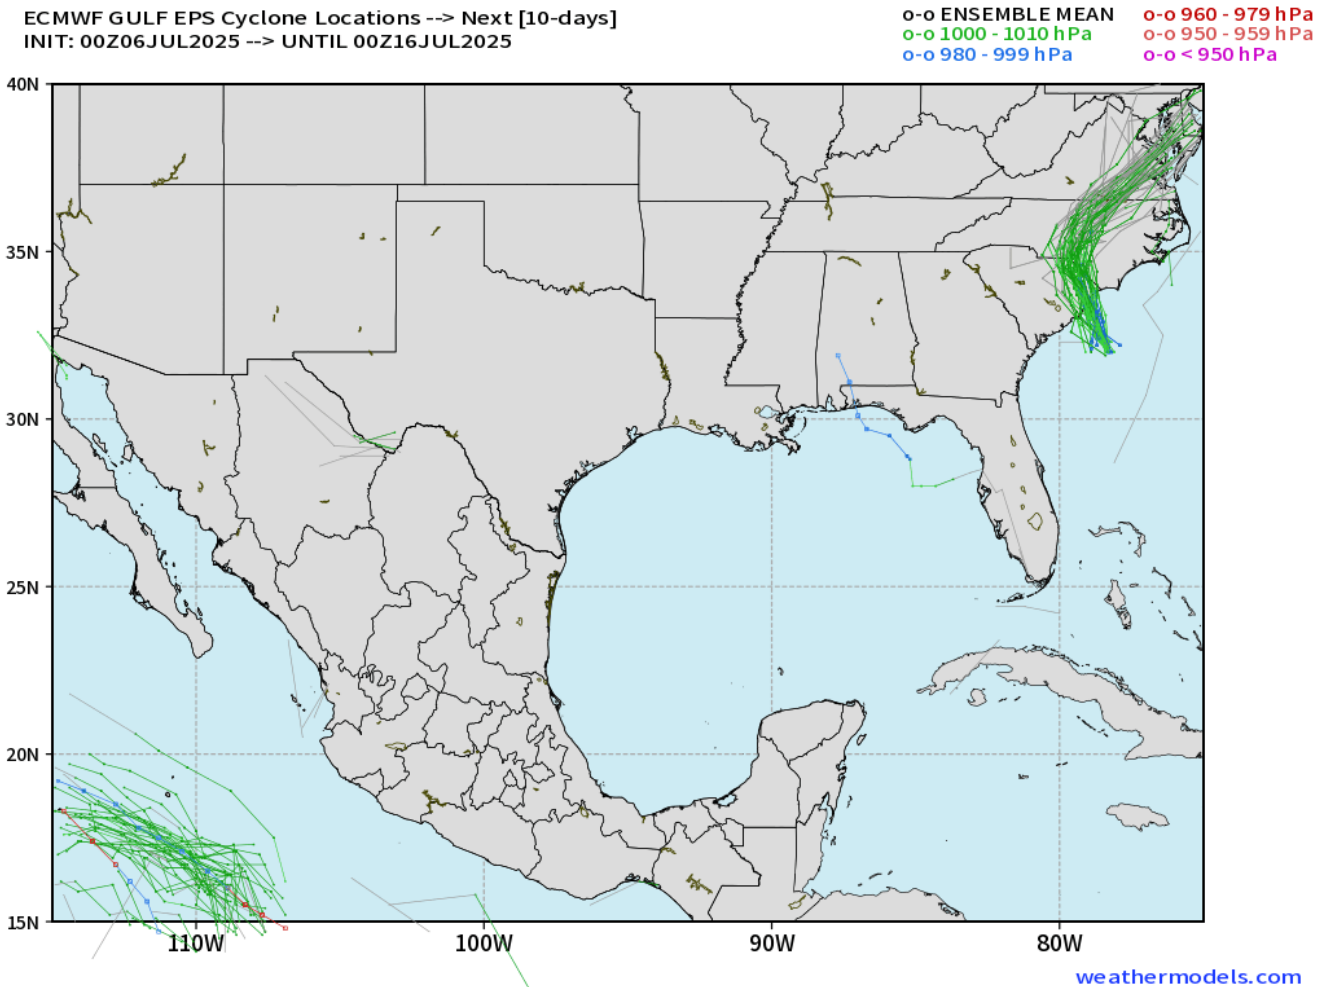 ECMWF GULF EPS Cyclone Locations --> Next [10-days]
INIT: 00Z06JUL2025 --> UNTIL 00Z16JUL2025
o-o ENSEMBLE MEAN
o-o 960 - 979 hPa
o-o 1000 - 1010 hPa
o-o 950 - 959 hPa
o-o 980 - 999 hPa
o-o < 950 hPa
40N
35N
30N
25N
20N
15N
110W
100W
90W
80W
weathermodels.com